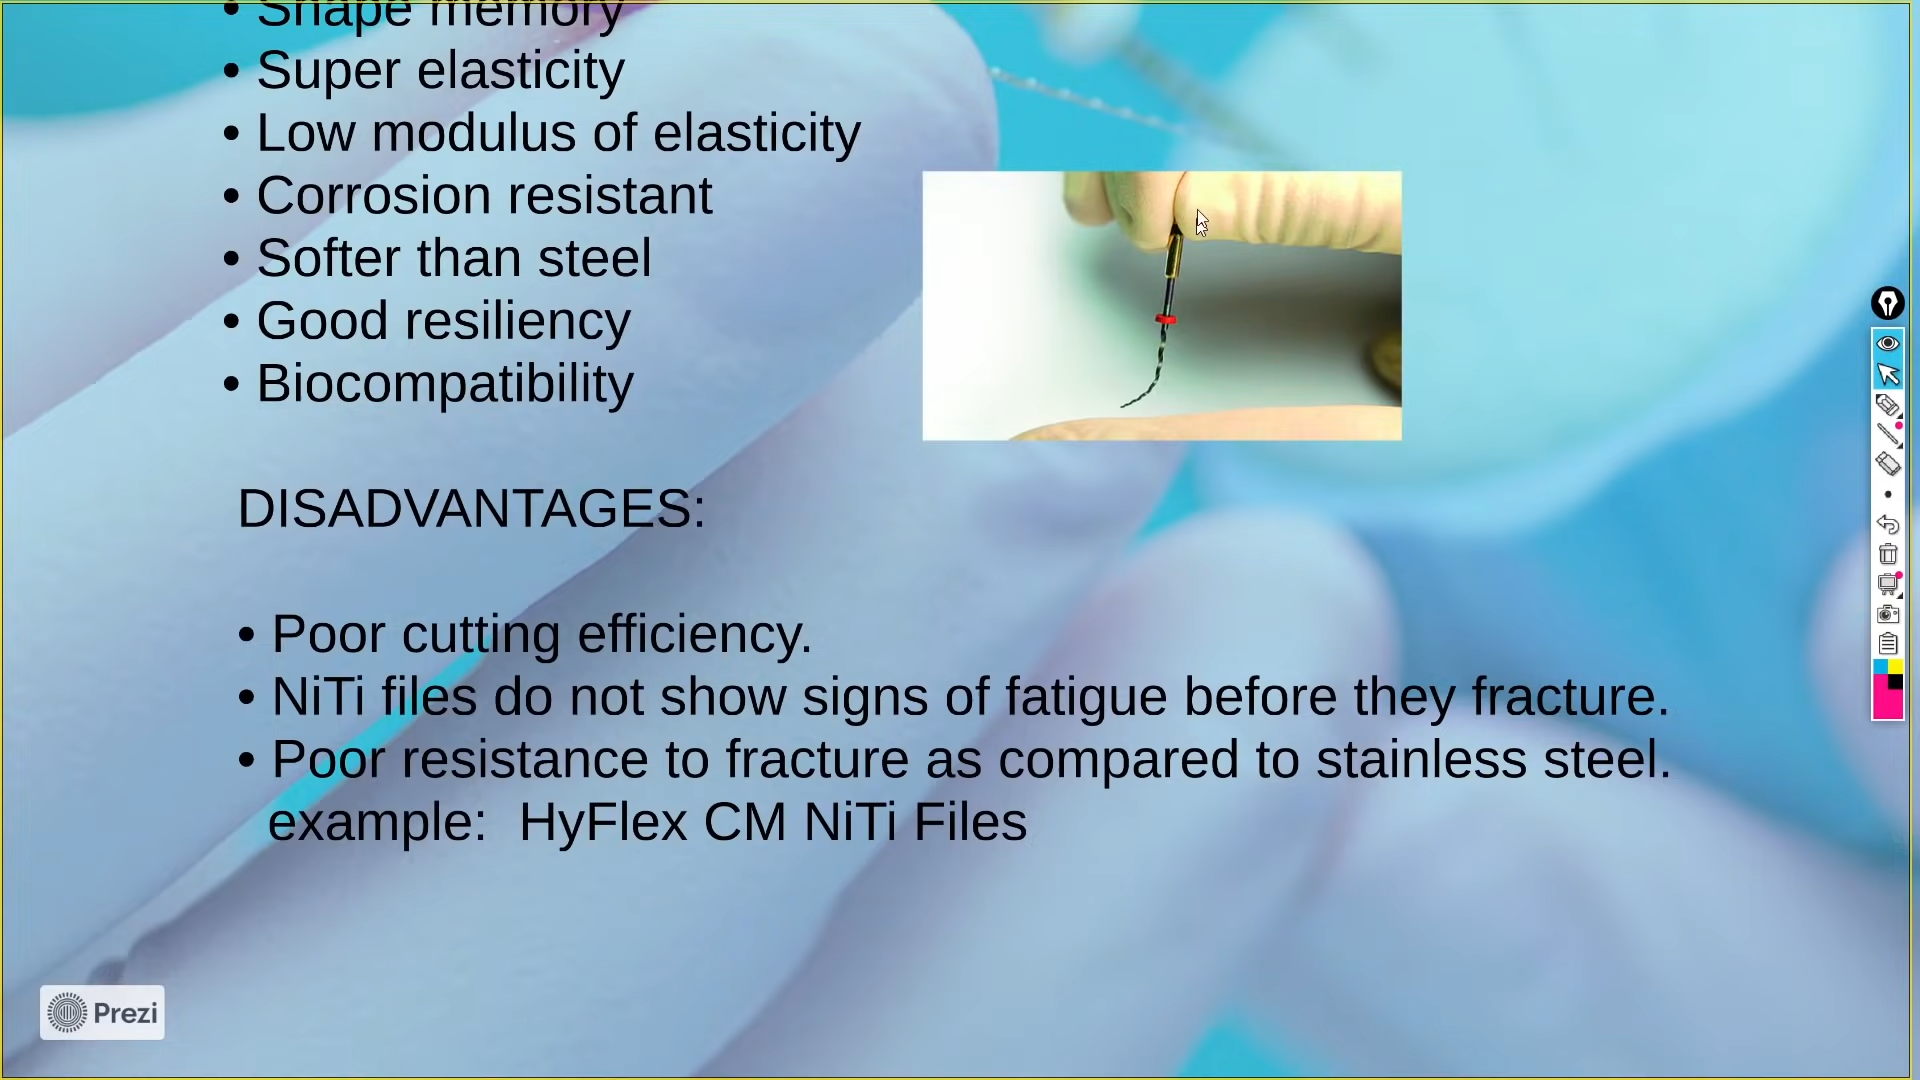 • Shape memory
• Super elasticity
• Low modulus of elasticity
• Corrosion resistant
• Softer than steel
• Good resiliency
• Biocompatibility
DISADVANTAGES:
• Poor cutting efficiency.
• NiTi files do not show signs of fatigue before they fracture.
• Poor resistance to fracture as compared to stainless steel.
example: HyFlex CM NiTi Files
Prezi